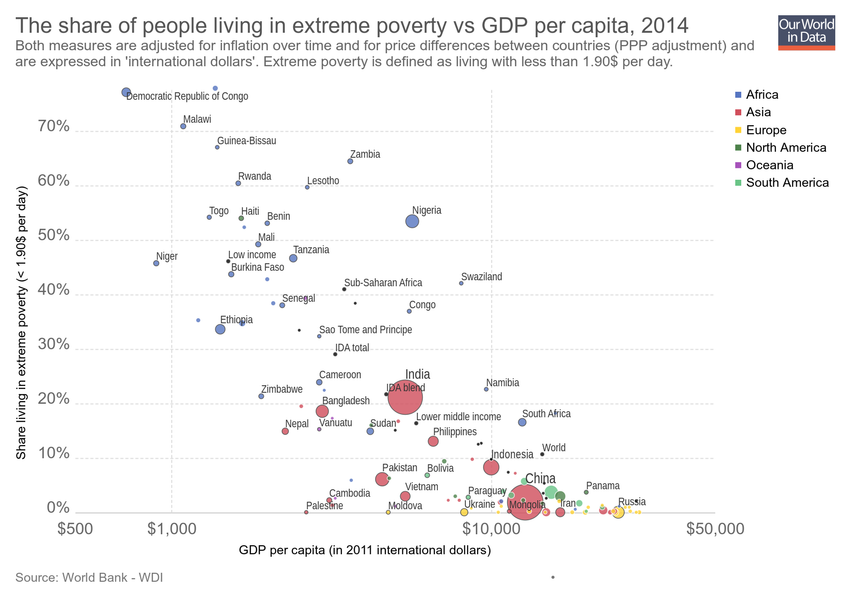 The share of people living in extreme poverty vs GDP per capita, 2014
Both measures are adjusted for inflation over time and for price differences between countries (PPP adjustment) and
are expressed in 'international dollars'. Extreme poverty is defined as living with less than 1.90$ per day.
Our World
in Data
Africa
Asia
Europe
North America
Oceania
South America
Share living in extreme poverty (< 1.90$ per day)
70%
60%
50%
40%
30%
20%
10%
0%
Democratic Republic of Congo
Malawi
Guinea-Bissau
Zambia
Rwanda
Lesotho
Togo
Haiti
Benin
Nigeria
Mali
Niger
Low income
Tanzania
Burkina Faso
Sub-Saharan Africa
Swaziland
Senegal
Congo
Ethiopia
Sao Tome and Principe
IDA total
India
Cameroon
IDA blend
Namibia
Zimbabwe
Bangladesh
Nepal
Vanuatu
Sudan
Lower middle income
South Africa
Philippines
Indonesia
World
Pakistan
Bolivia
China
Cambodia
Vietnam
Paraguay
Panama
Palestine
Moldova
Ukraine
Mongolia
Iran
Russia
$500
$1,000
$10,000
$50,000
GDP per capita (in 2011 international dollars)
Source: World Bank - WDI